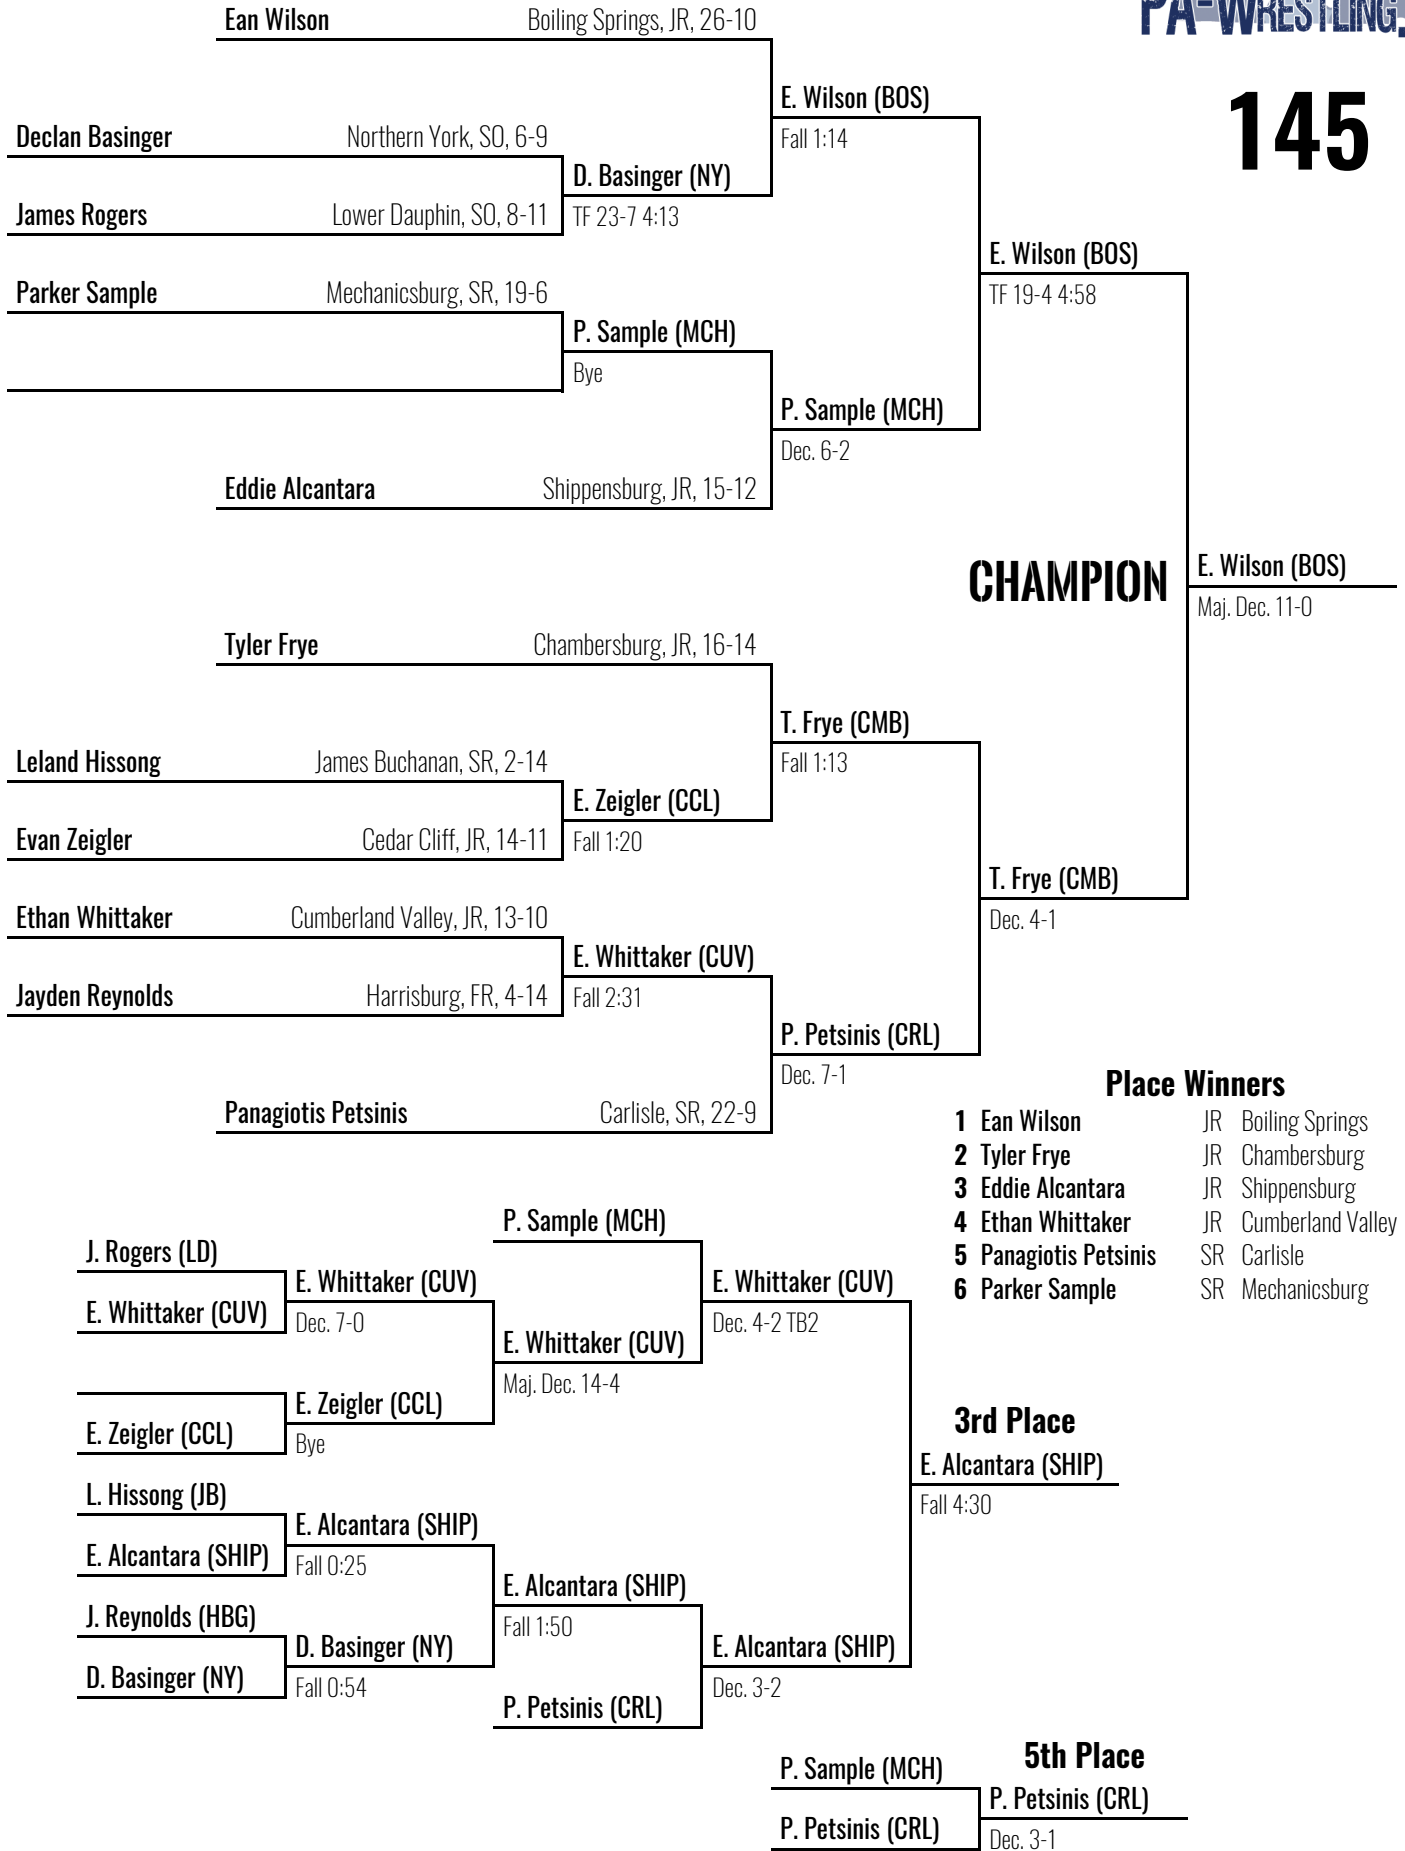 PA-WRESTLING.
145
Ean Wilson Boiling Springs, JR, 26-10
E. Wilson (BOS)
Fall 1:14
Declan Basinger Northern York, SO, 6-9
D. Basinger (NY)
TF 23-7 4:13
James Rogers Lower Dauphin, SO, 8-11
E. Wilson (BOS)
TF 19-4 4:58
Parker Sample Mechanicsburg, SR, 19-6
P. Sample (MCH)
Bye
P. Sample (MCH)
Dec. 6-2
Eddie Alcantara Shippensburg, JR, 15-12
CHAMPION
E. Wilson (BOS)
Maj. Dec. 11-0
Tyler Frye Chambersburg, JR, 16-14
T. Frye (CMB)
Fall 1:13
Leland Hissong James Buchanan, SR, 2-14
E. Zeigler (CCL)
Fall 1:20
Evan Zeigler Cedar Cliff, JR, 14-11
T. Frye (CMB)
Dec. 4-1
Ethan Whittaker Cumberland Valley, JR, 13-10
E. Whittaker (CUV)
Fall 2:31
Jayden Reynolds Harrisburg, FR, 4-14
P. Petsinis (CRL)
Dec. 7-1
Panagiotis Petsinis Carlisle, SR, 22-9
Place Winners
1 Ean Wilson JR Boiling Springs
2 Tyler Frye JR Chambersburg
3 Eddie Alcantara JR Shippensburg
4 Ethan Whittaker JR Cumberland Valley
5 Panagiotis Petsinis SR Carlisle
6 Parker Sample SR Mechanicsburg
P. Sample (MCH)
J. Rogers (LD)
E. Whittaker (CUV)
Dec. 7-0
E. Whittaker (CUV)
E. Whittaker (CUV)
Dec. 4-2 TB2
E. Whittaker (CUV)
Maj. Dec. 14-4
E. Zeigler (CCL)
Bye
E. Zeigler (CCL)
3rd Place
E. Alcantara (SHIP)
Fall 4:30
L. Hissong (JB)
E. Alcantara (SHIP)
Fall 0:25
E. Alcantara (SHIP)
E. Alcantara (SHIP)
Fall 1:50
J. Reynolds (HBG)
D. Basinger (NY)
Fall 0:54
D. Basinger (NY)
E. Alcantara (SHIP)
Dec. 3-2
P. Petsinis (CRL)
5th Place
P. Sample (MCH)
P. Petsinis (CRL)
Dec. 3-1
P. Petsinis (CRL)